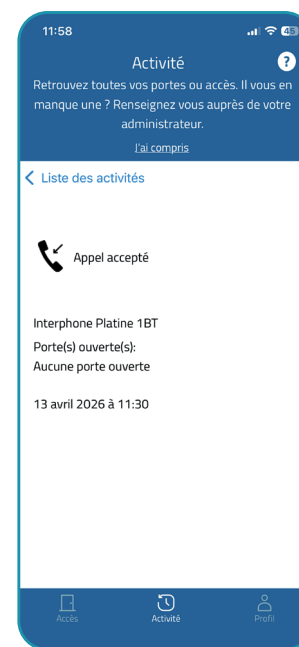 11:58
45
Activité
?
Retrouvez toutes vos portes ou accès. Il vous en
manque une ? Renseignez vous auprès de votre
administrateur.
J'ai compris
Liste des activités
Appel accepté
Interphone Platine 1BT
Porte(s) ouverte(s):
Aucune porte ouverte
13 avril 2026 à 11:30
Accès
Activité
Profil